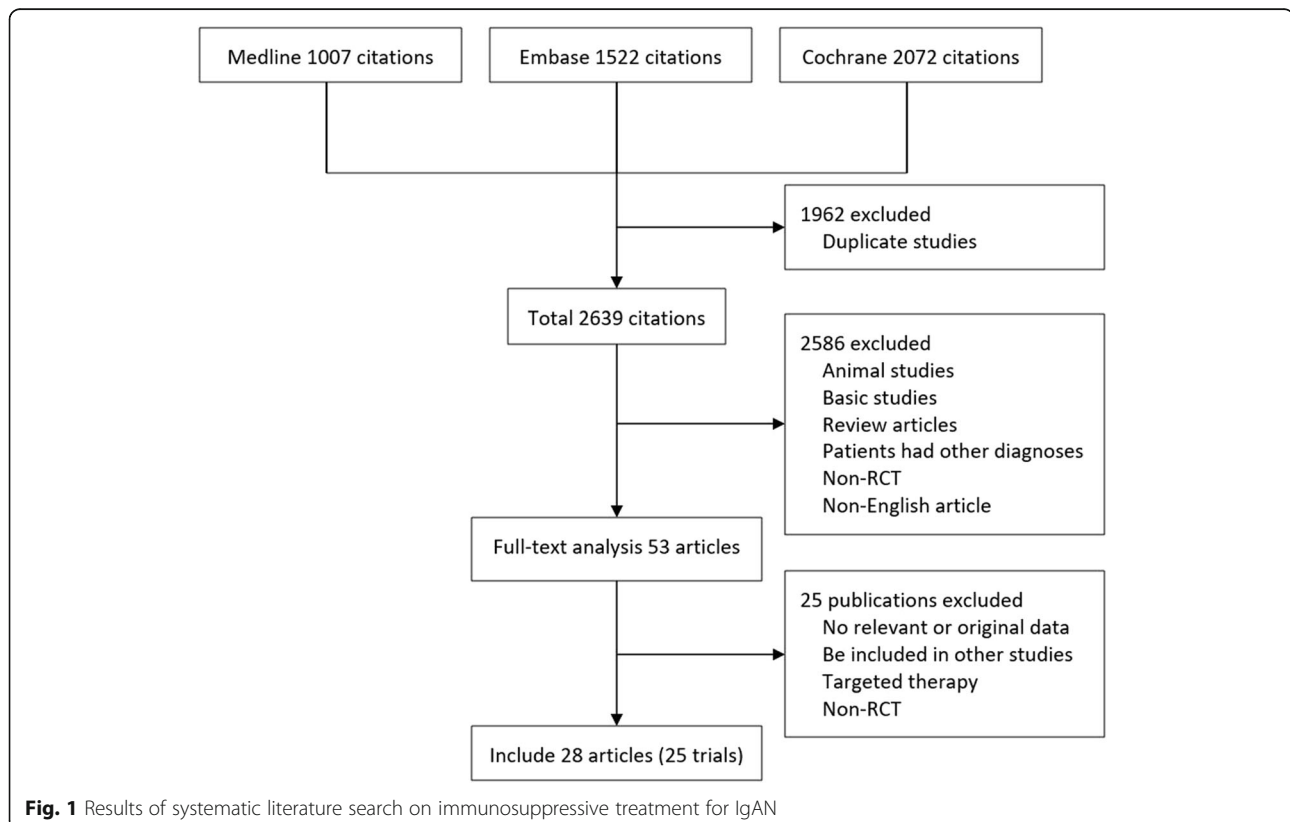 Medline 1007 citations
Embase 1522 citations
Cochrane 2072 citations
1962 excluded
Duplicate studies
Total 2639 citations
2586 excluded
Animal studies
Basic studies
Review articles
Patients had other diagnoses
Non-RCT
Non-English article
Full-text analysis 53 articles
25 publications excluded
No relevant or original data
Be included in other studies
Targeted therapy
Non-RCT
Include 28 articles (25 trials)
Fig. 1 Results of systematic literature search on immunosuppressive treatment for IgAN